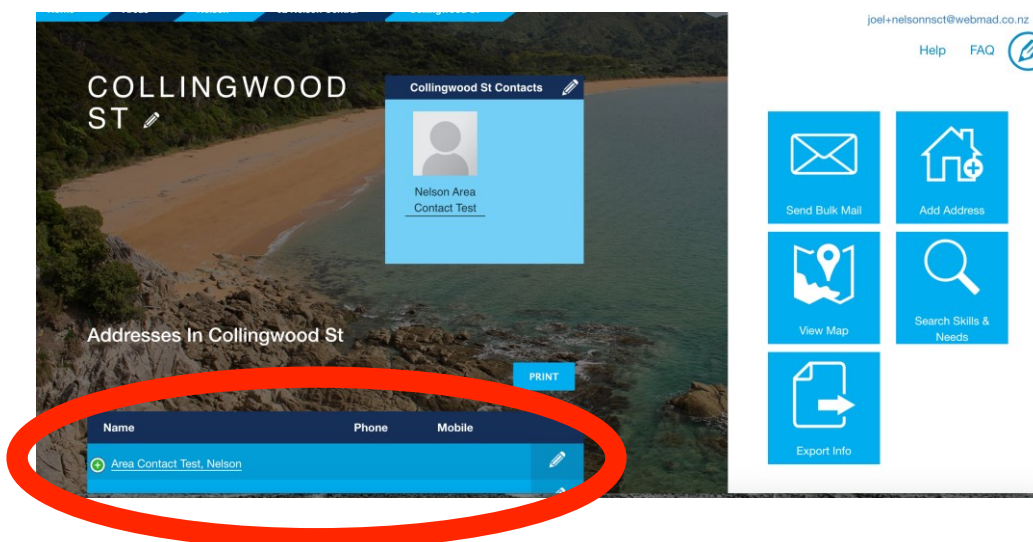 joel+nelsonnsct@webmad.co.nz
Help FAQ
COLLINGWOOD
ST
Collingwood St Contacts
Nelson Area
Contact Test
Send Bulk Mail
Add Address
View Map
Search Skills &
Needs
Export Info
Addresses In Collingwood St
PRINT
Name Phone Mobile
Area Contact Test, Nelson